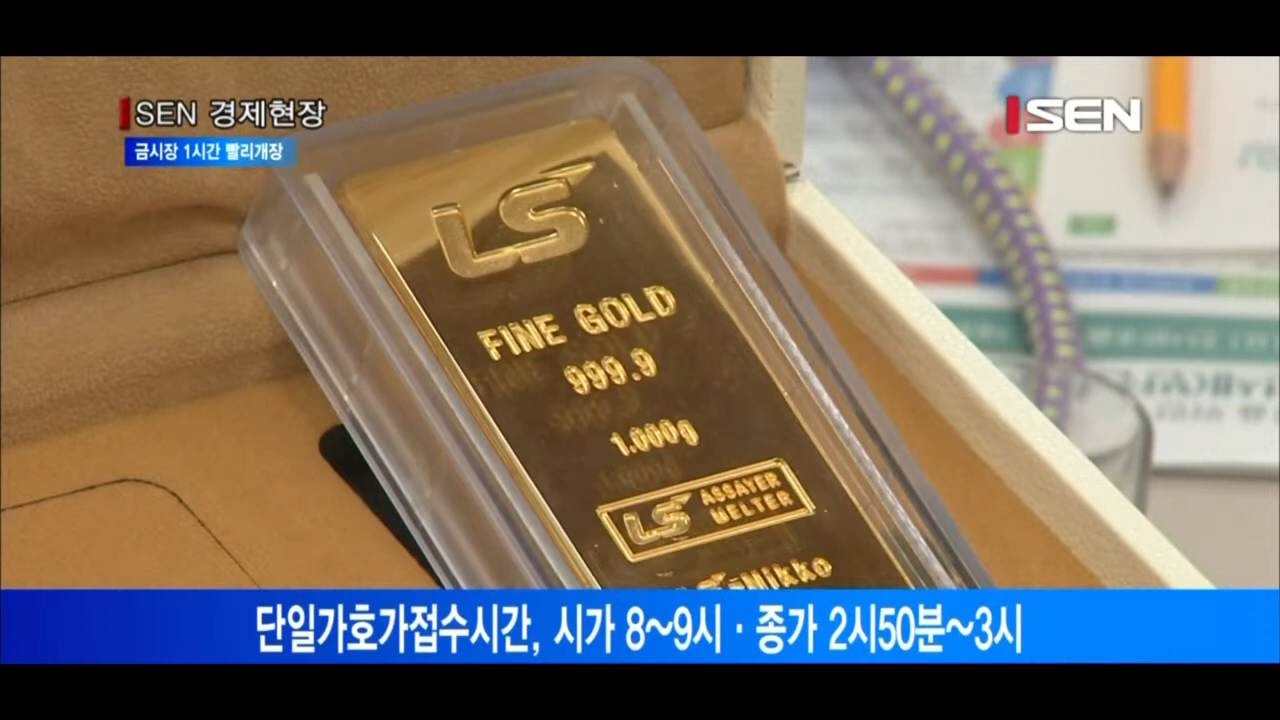 SEN 경제현장
SEN
금시장 1시간 빨리개장
LS
FINE GOLD
999.9
1.000g
LS ASSAYER
MELTER
-Nikko
단일가호가접수시간, 시가 8~9시 · 종가 2시50분~3시